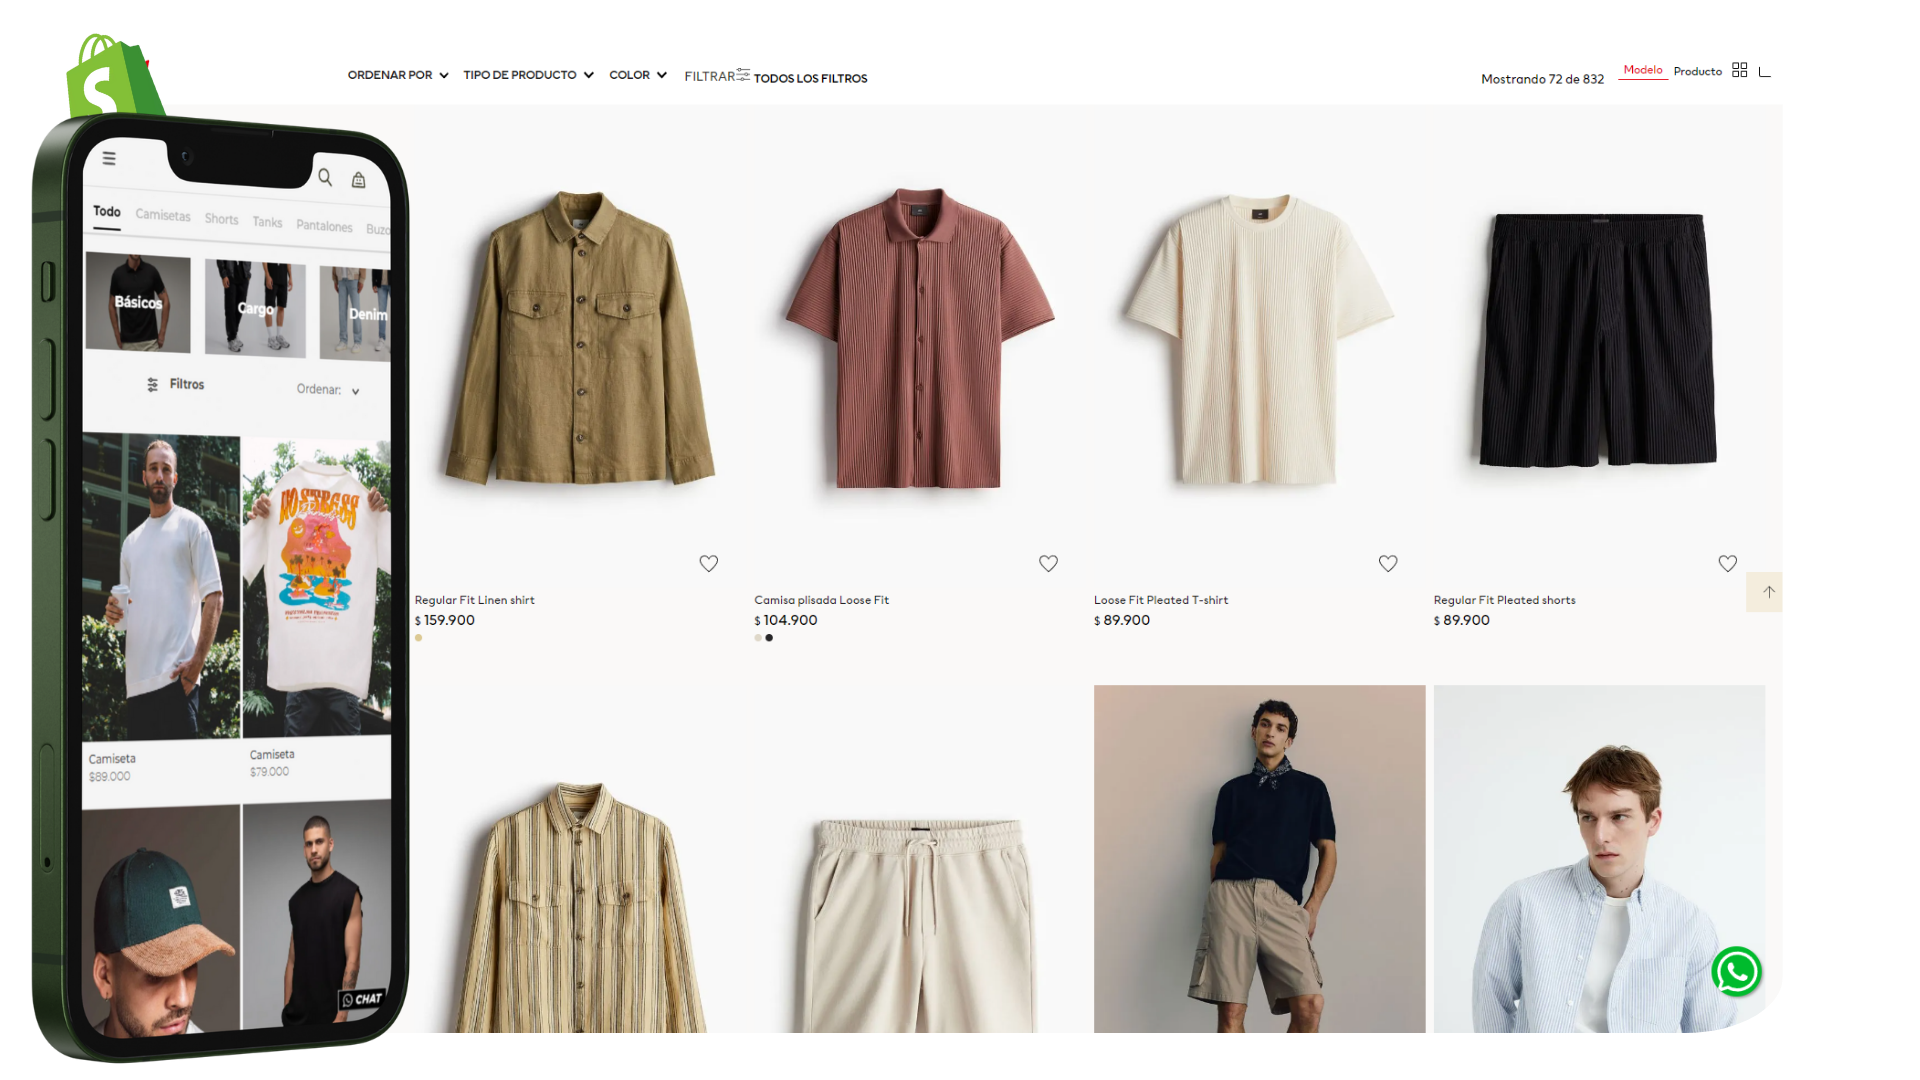 ORDENAR POR
TIPO DE PRODUCTO
COLOR
FILTRAR
TODOS LOS FILTROS
Mostrando 72 de 832
Modelo
Producto
Todo
Camisetas
Shorts
Tanks
Pantalones
Buzo
Básicos
Cargo
Denim
Filtros
Ordenar:
NO STRESS
Camiseta
$89.000
Camiseta
$79.000
CHAT
Regular Fit Linen shirt
$ 159.900
Camisa plisada Loose Fit
$ 104.900
Loose Fit Pleated T-shirt
$ 89.900
Regular Fit Pleated shorts
$ 89.900